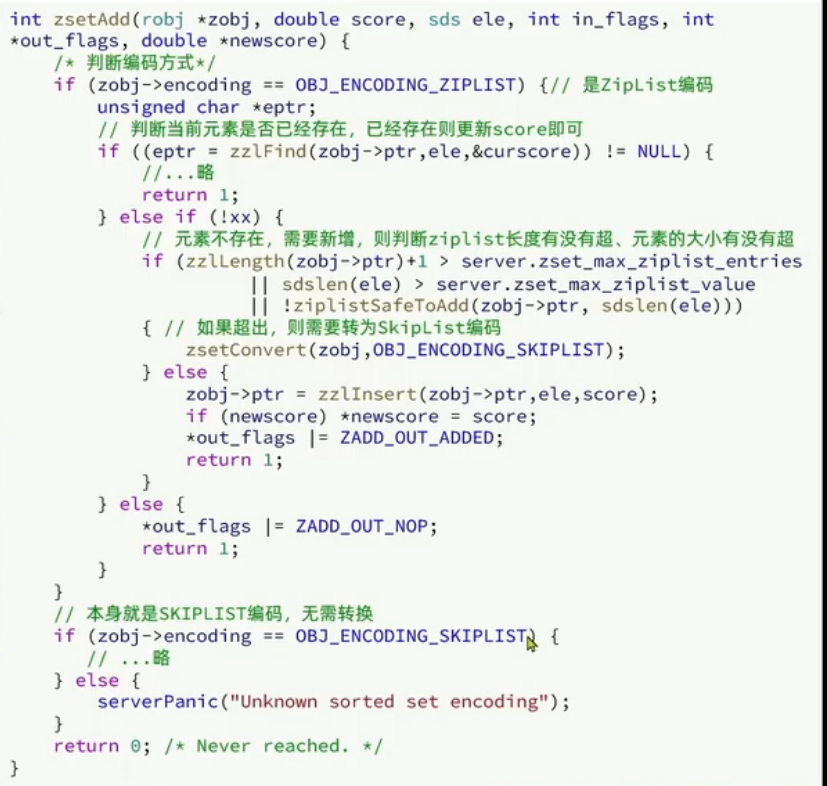 int zsetAdd(robj *zobj, double score, sds ele, int in_flags, int
*out_flags, double *newscore) {
    /* 判断编码方式*/
    if (zobj->encoding == OBJ_ENCODING_ZIPLIST) {// 是ZipList编码
        unsigned char *eptr;
        // 判断当前元素是否已经存在，已经存在则更新score即可
        if ((eptr = zzlFind(zobj->ptr,ele,&curscore)) != NULL) {
            //...略
            return 1;
        } else if (!xx) {
            // 元素不存在，需要新增，则判断ziplist长度有没有超、元素的大小有没有超
            if (zzlLength(zobj->ptr)+1 > server.zset_max_ziplist_entries
                    || sdslen(ele) > server.zset_max_ziplist_value
                    || !ziplistSafeToAdd(zobj->ptr, sdslen(ele)))
            { // 如果超出，则需要转为SkipList编码
                zsetConvert(zobj,OBJ_ENCODING_SKIPLIST);
            } else {
                zobj->ptr = zzlInsert(zobj->ptr,ele,score);
                if (newscore) *newscore = score;
                *out_flags |= ZADD_OUT_ADDED;
                return 1;
            }
        } else {
            *out_flags |= ZADD_OUT_NOP;
            return 1;
        }
    }
    // 本身就是SKIPLIST编码，无需转换
    if (zobj->encoding == OBJ_ENCODING_SKIPLIST) {
       // ...略
    } else {
        serverPanic("Unknown sorted set encoding");
    }
    return 0; /* Never reached. */
}